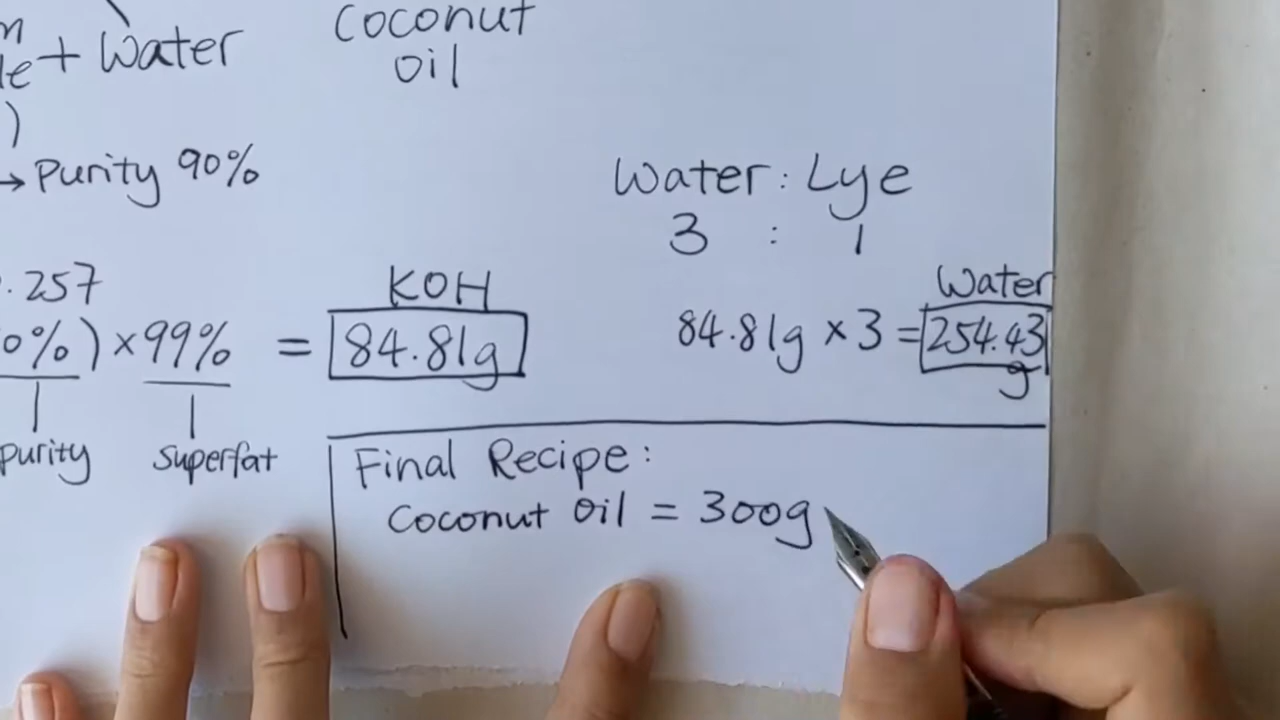 + Water
Coconut
oil
)
→ Purity 90%
Water : Lye
3 : 1
.257
0%) × 99% = 84.81g
KOH
84.81g × 3 = 254.43
g
Water
Purity
Superfat
Final Recipe:
Coconut oil = 300g